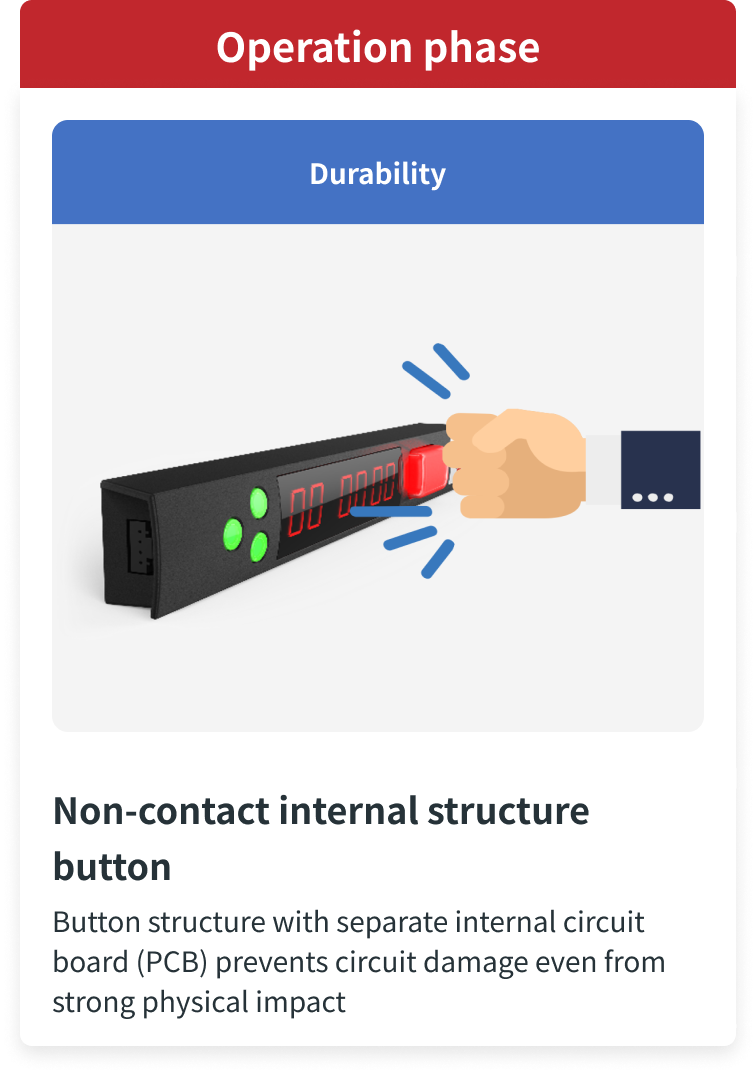 Operation phase
Durability
00 0000
Non-contact internal structure
button
Button structure with separate internal circuit
board (PCB) prevents circuit damage even from
strong physical impact